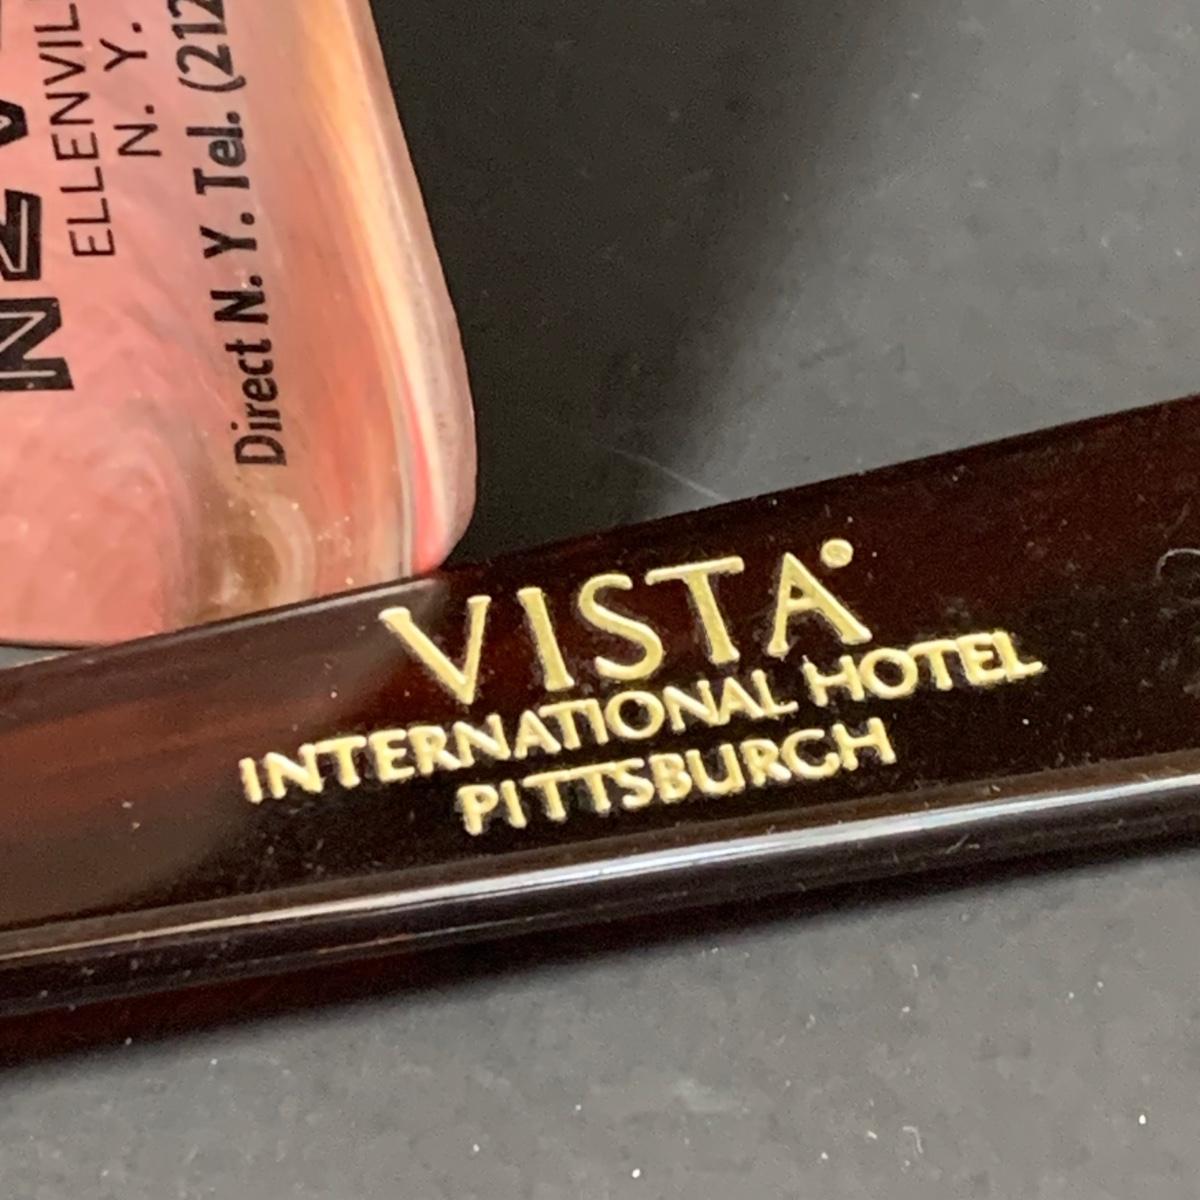 ELLENVIL
N. Y.
Direct N. Y. Tel. (212
VISTA
INTERNATIONAL HOTEL
PITTSBURGH